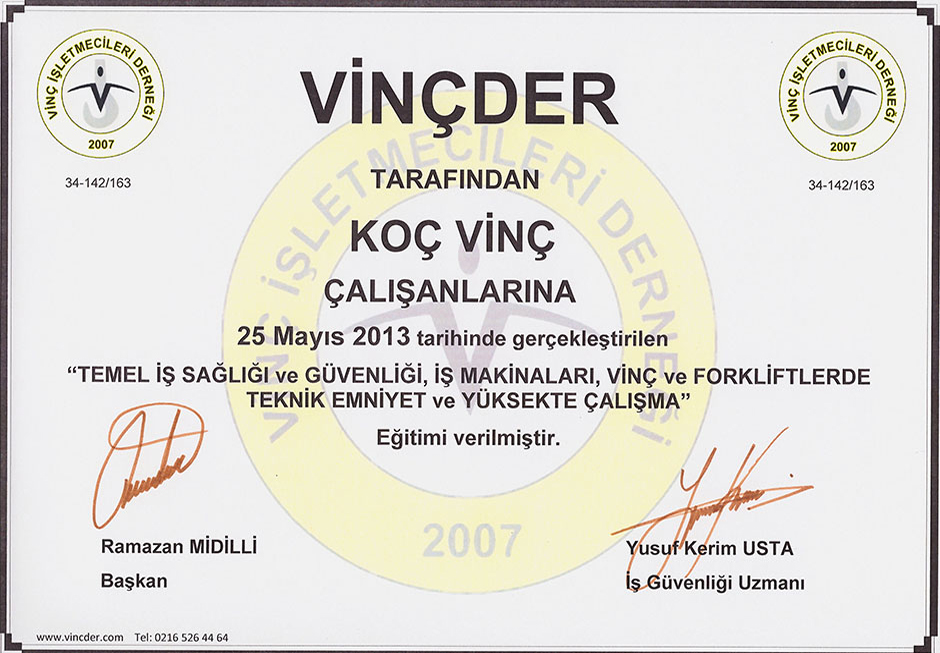 VİNÇ İŞLETMECİLERİ DERNEĞİ
2007
34-142/163
VİNÇ İŞLETMECİLERİ DERNEĞİ
2007
34-142/163
VİNÇDER
TARAFINDAN
KOÇ VİNÇ
ÇALIŞANLARINA
25 Mayıs 2013 tarihinde gerçekleştirilen
“TEMEL İŞ SAĞLIĞI ve GÜVENLİĞİ, İŞ MAKİNALARI, VİNÇ ve FORKLİFTLERDE
TEKNİK EMNİYET ve YÜKSEKTE ÇALIŞMA”
Eğitimi verilmiştir.
VİNÇ İŞLETMECİLERİ DERNEĞİ
2007
Ramazan MİDİLLİ
Başkan
Yusuf Kerim USTA
İş Güvenliği Uzmanı
www.vincder.com Tel: 0216 526 44 64